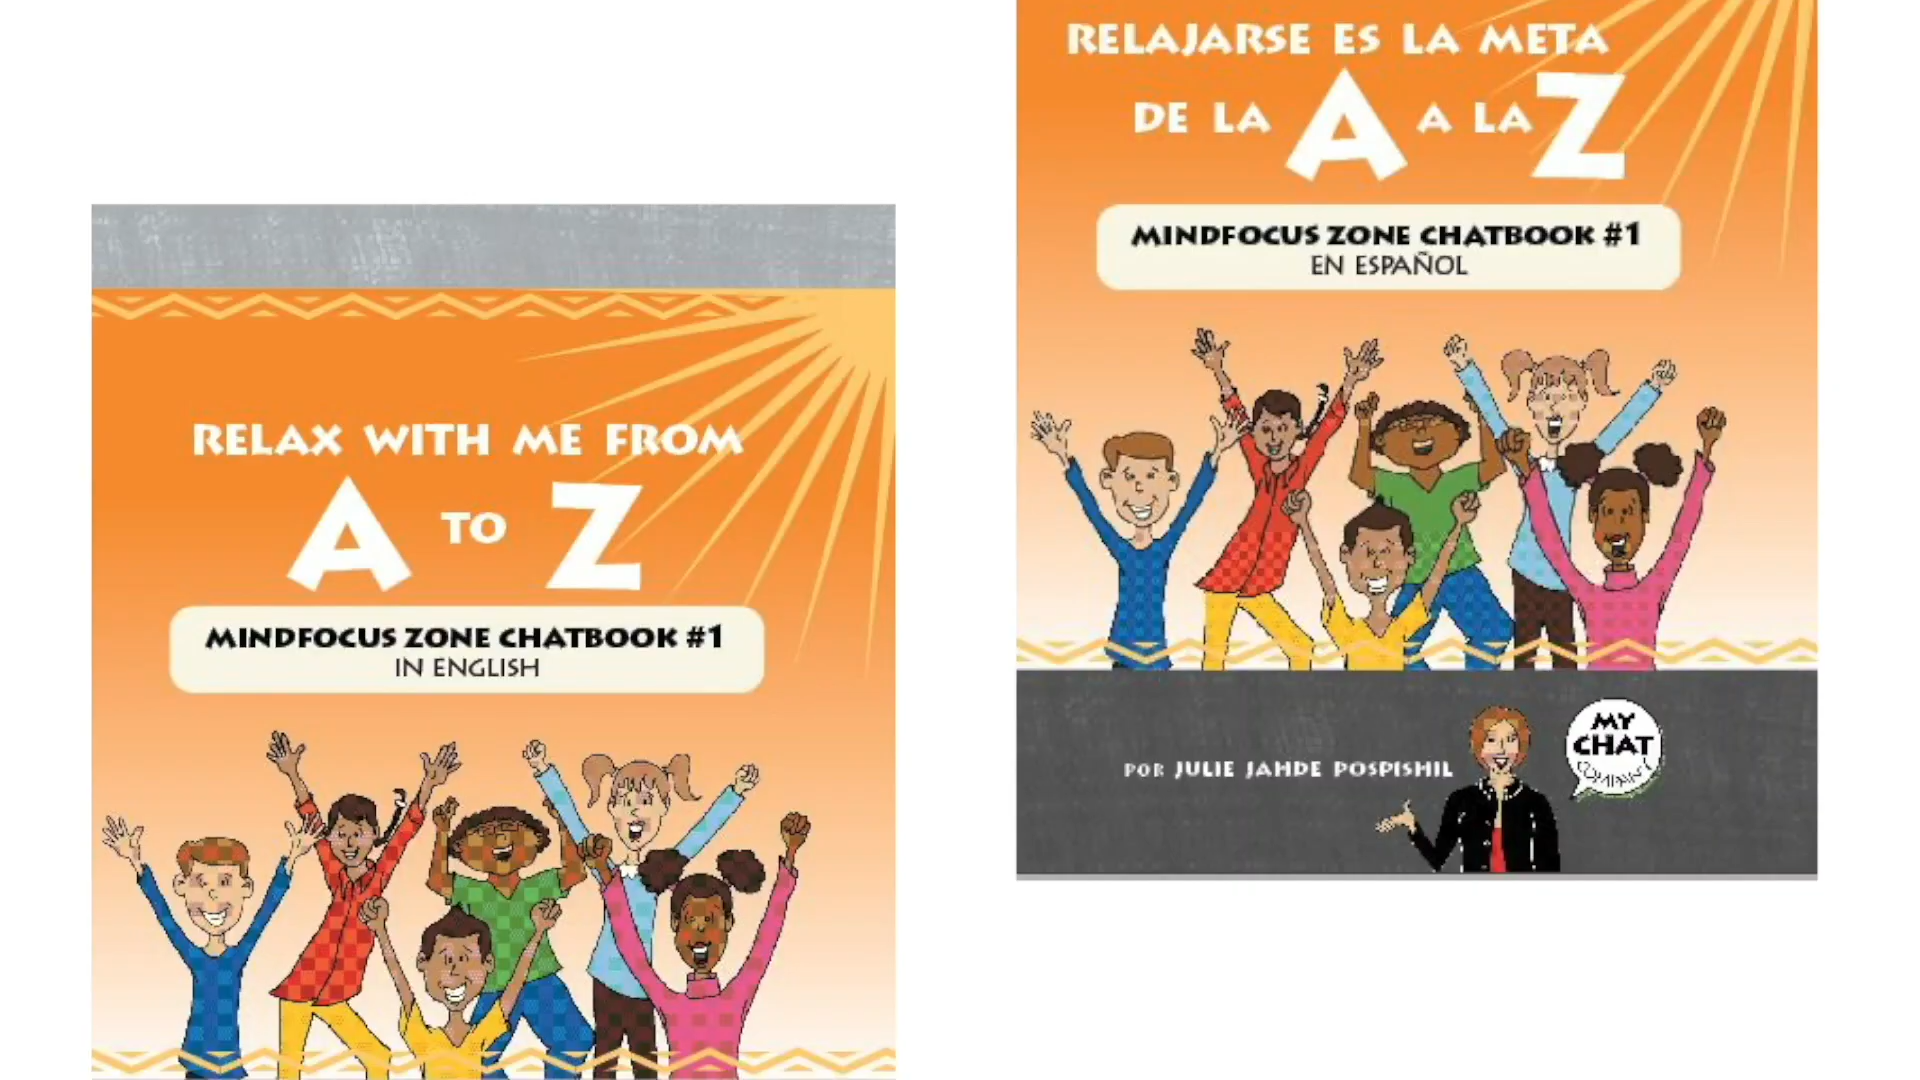 RELAX WITH ME FROM
A TO Z
MINDFOCUS ZONE CHATBOOK #1
IN ENGLISH
RELAJARSE ES LA META
DE LA A A LA Z
MINDFOCUS ZONE CHATBOOK #1
EN ESPAÑOL
POR JULIE JAHDE POSPISHIL
MY
CHAT
COMPANY